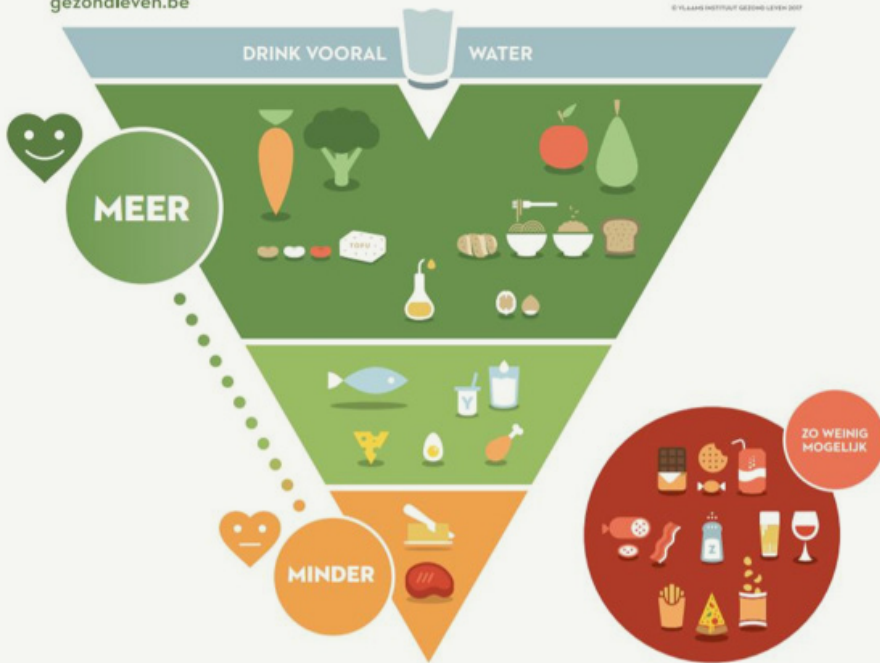 gezondleven.be
© VLAAMS INSTITUUT GEZOND LEVEN 2017
DRINK VOORAL WATER
MEER
TOFU
Y
ZO WEINIG
MOGELIJK
Z
MINDER